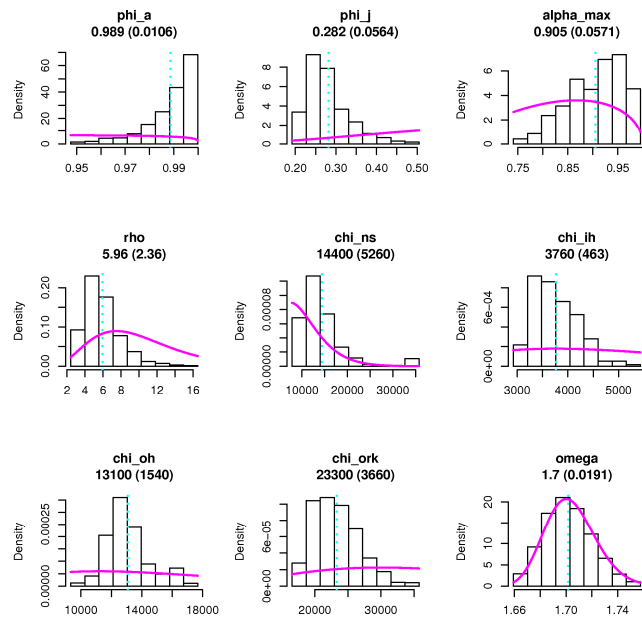 phi_a
0.989 (0.0106)
Density
0 20 40 60
0.95 0.97 0.99
phi_j
0.282 (0.0564)
Density
0 2 4 6 8
0.20 0.30 0.40 0.50
alpha_max
0.905 (0.0571)
Density
0 2 4 6
0.75 0.85 0.95
rho
5.96 (2.36)
Density
0.00 0.10 0.20
2 4 6 8 12 16
chi_ns
14400 (5260)
Density
0.00000 0.00008
10000 20000 30000
chi_ih
3760 (463)
Density
0e+00 6e-04
3000 4000 5000
chi_oh
13100 (1540)
Density
0.00000 0.00025
10000 14000 18000
chi_ork
23300 (3660)
Density
0e+00 6e-05
20000 30000
omega
1.7 (0.0191)
Density
0 5 10 20
1.66 1.70 1.74